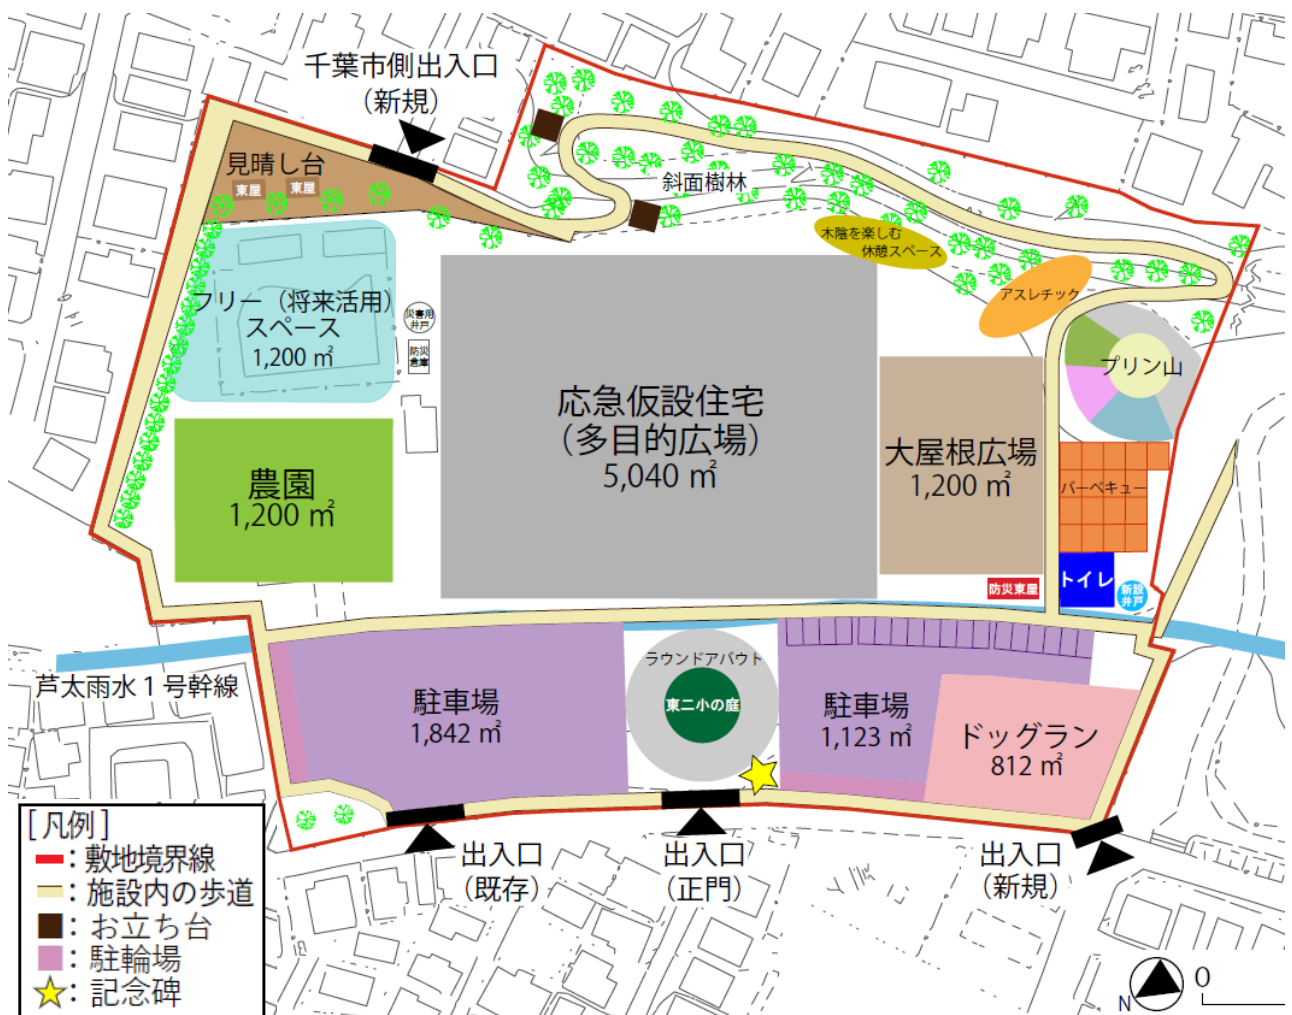 千葉市側出入口
（新規）
見晴し台
東屋
東屋
斜面樹林
木陰を楽しむ
休憩スペース
アスレチック
フリー（将来活用）
スペース
1,200 ㎡
災害用
井戸
防災
倉庫
プリン山
応急仮設住宅
（多目的広場）
5,040 ㎡
大屋根広場
1,200 ㎡
農園
1,200 ㎡
バーベキュー
防災東屋
トイレ
新設
井戸
芦太雨水１号幹線
ラウンドアバウト
東二小の庭
駐車場
1,842 ㎡
駐車場
1,123 ㎡
ドッグラン
812 ㎡
出入口
（既存）
出入口
（正門）
出入口
（新規）
［凡例］
：敷地境界線
：施設内の歩道
：お立ち台
：駐輪場
：記念碑
N
0